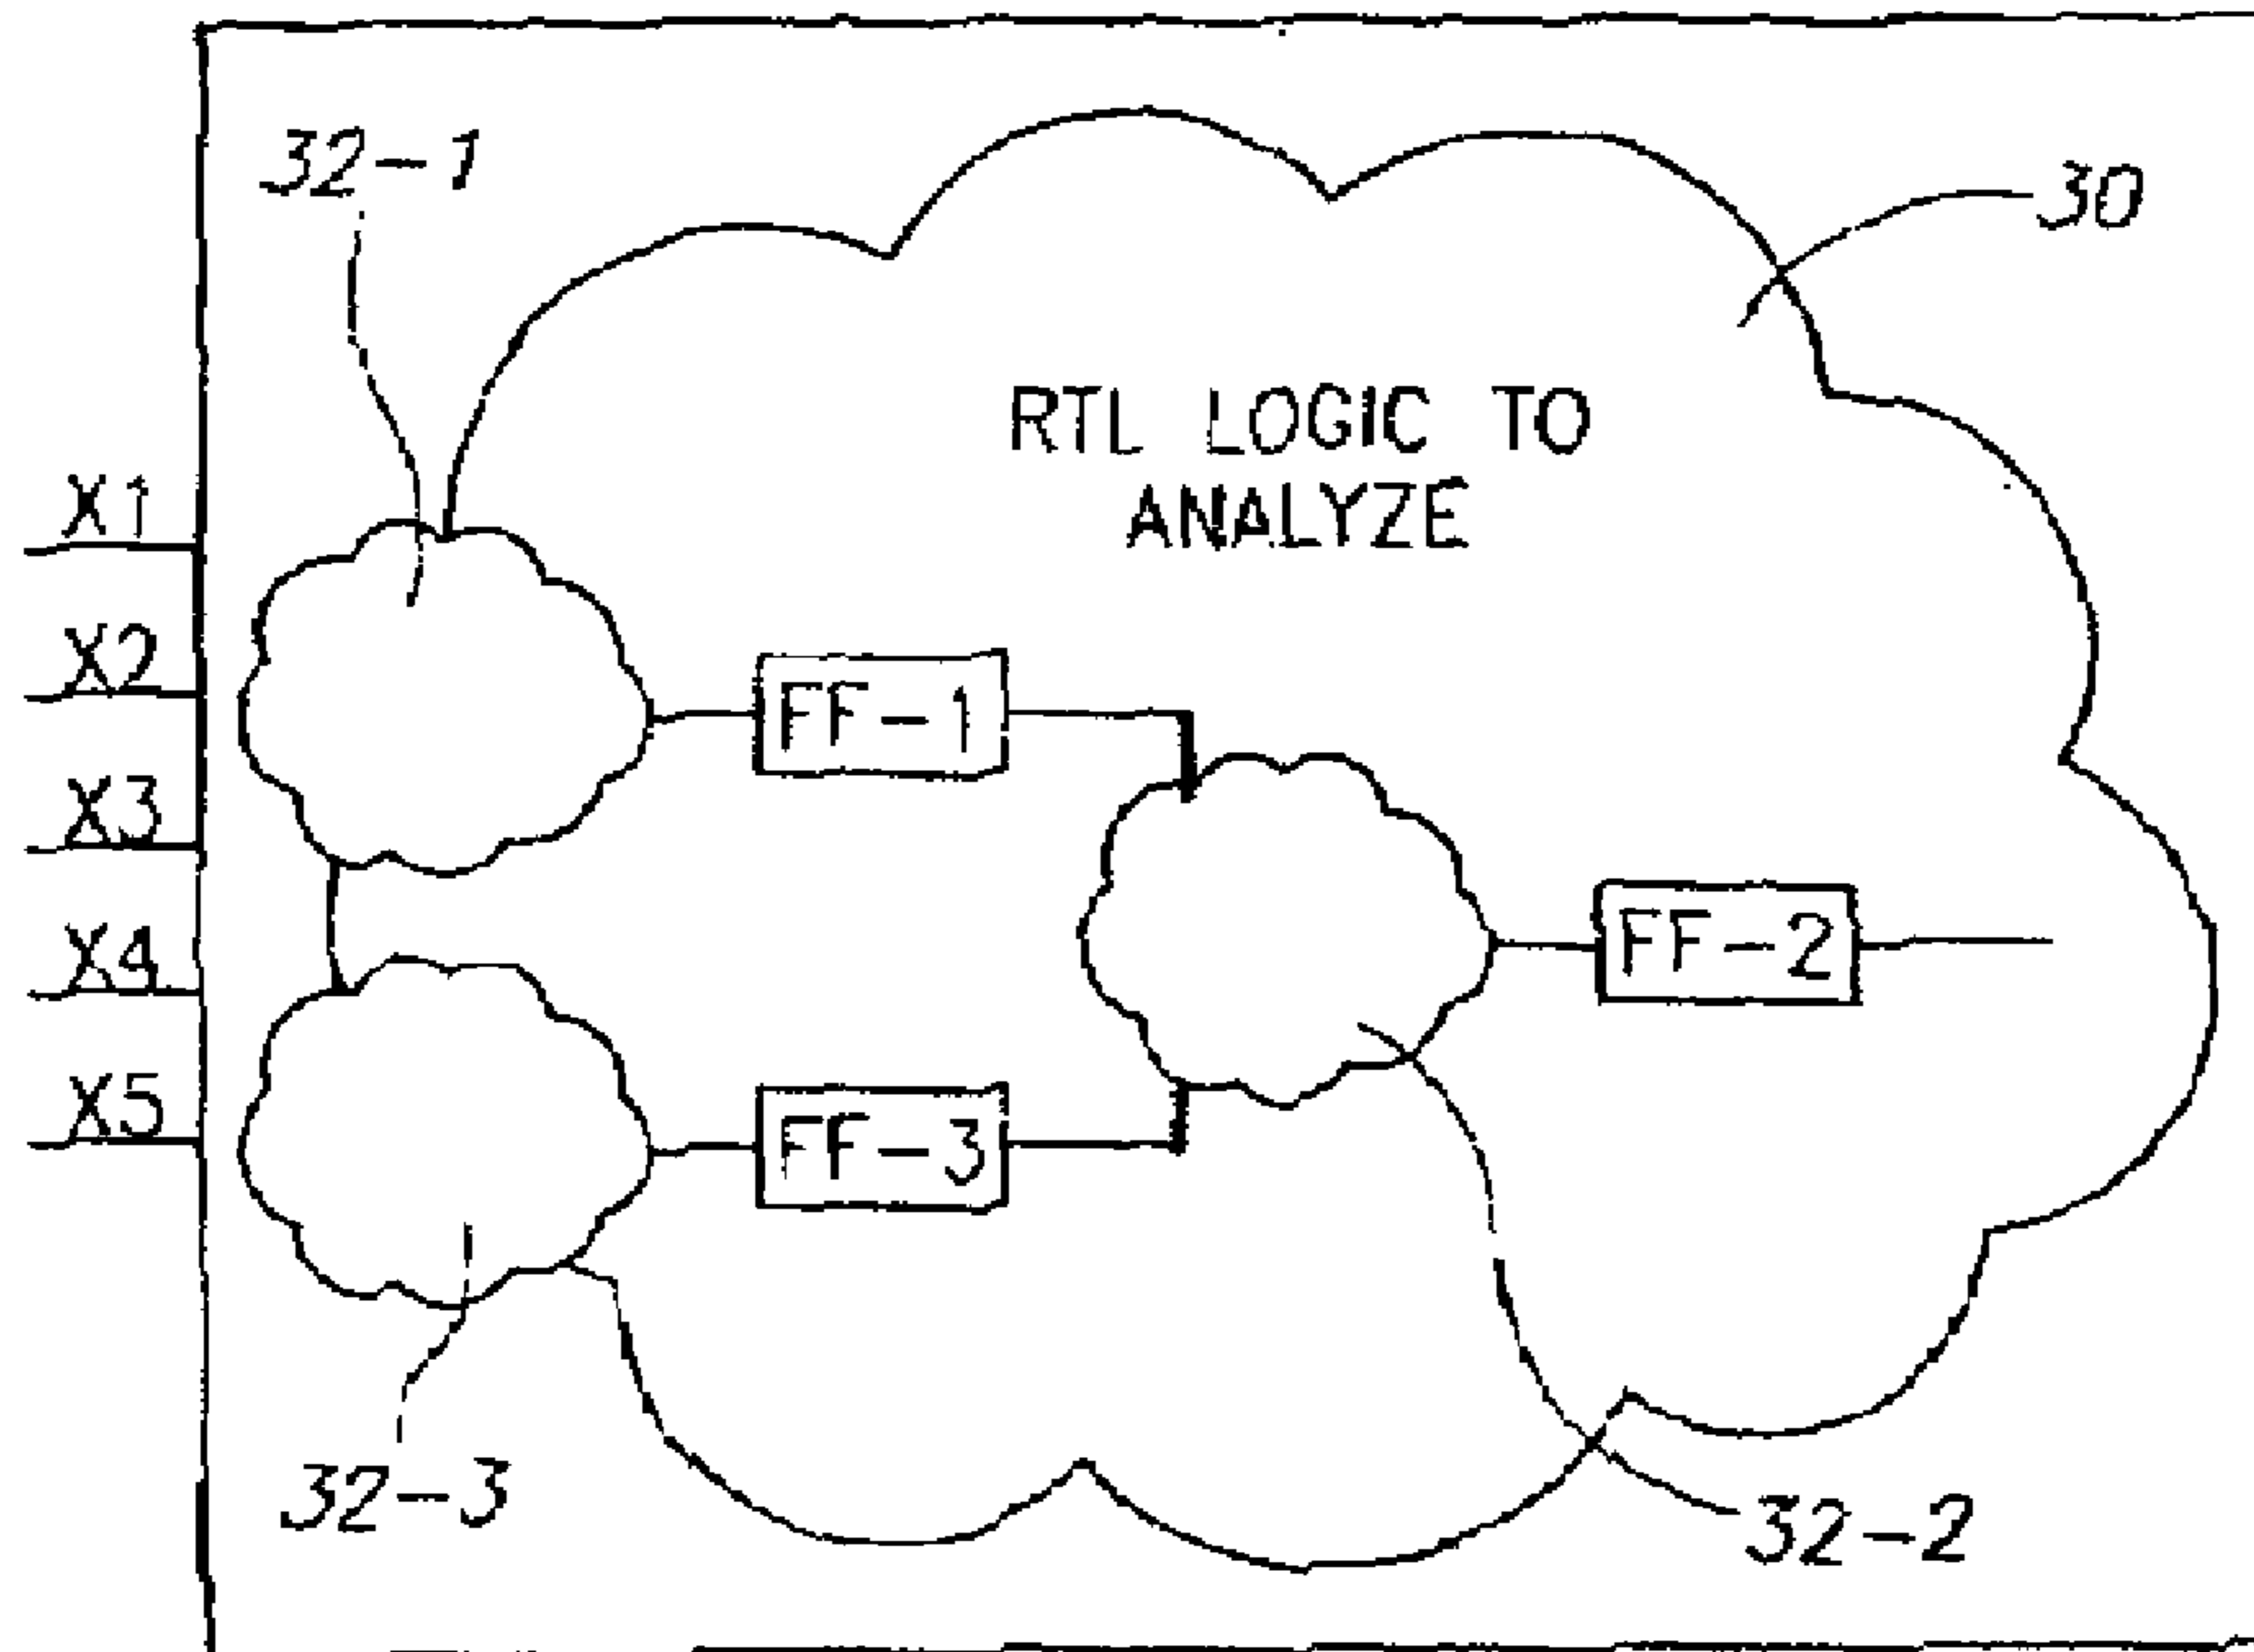 32-1
30
RTL LOGIC TO
ANALYZE
X1
X2
FF-1
X3
X4
FF-2
X5
FF-3
32-3
32-2